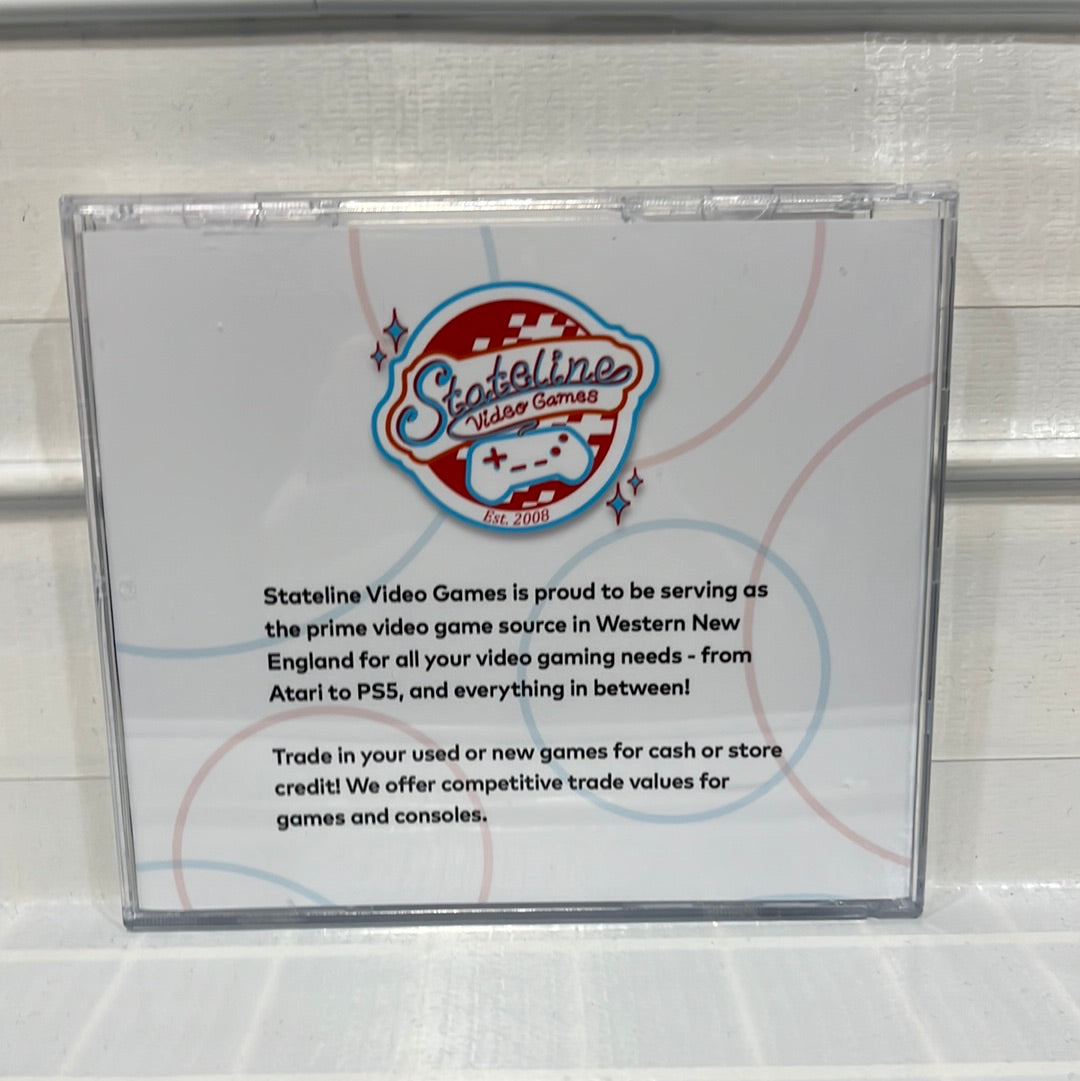 Stateline
Video Games
Est. 2008
Stateline Video Games is proud to be serving as
the prime video game source in Western New
England for all your video gaming needs - from
Atari to PS5, and everything in between!
Trade in your used or new games for cash or store
credit! We offer competitive trade values for
games and consoles.